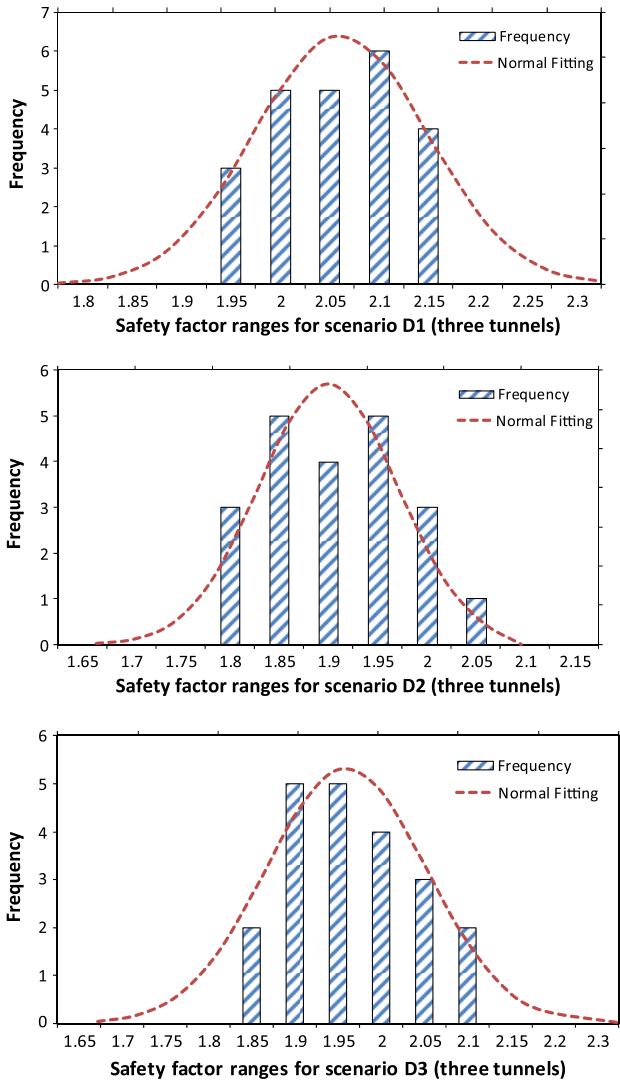 7
6
5
4
3
2
1
0
Frequency
Frequency
Normal Fitting
1.8 1.85 1.9 1.95 2 2.05 2.1 2.15 2.2 2.25 2.3
Safety factor ranges for scenario D1 (three tunnels)
6
5
4
3
2
1
0
Frequency
Frequency
Normal Fitting
1.65 1.7 1.75 1.8 1.85 1.9 1.95 2 2.05 2.1 2.15
Safety factor ranges for scenario D2 (three tunnels)
6
5
4
3
2
1
0
Frequency
Frequency
Normal Fitting
1.65 1.7 1.75 1.8 1.85 1.9 1.95 2 2.05 2.1 2.15 2.2 2.3
Safety factor ranges for scenario D3 (three tunnels)